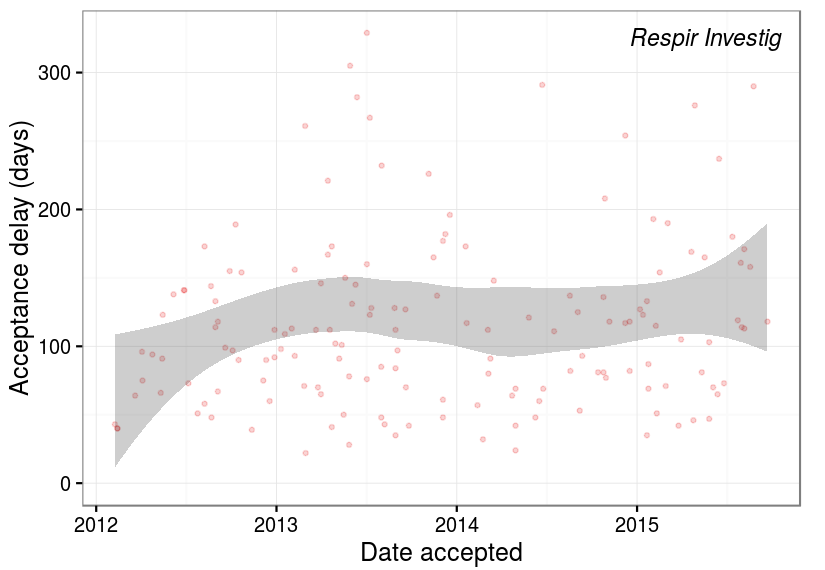 Respir Investig
Acceptance delay (days)
300
200
100
0
2012 2013 2014 2015
Date accepted